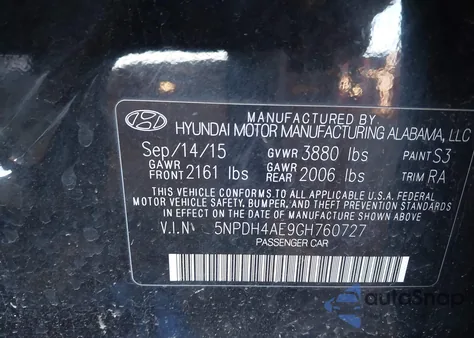 MANUFACTURED BY
HYUNDAI MOTOR MANUFACTURING ALABAMA, LLC
Sep/14/15 GVWR 3880 lbs PAINT S3
GAWR FRONT 2161 lbs GAWR REAR 2006 lbs TRIM RA
THIS VEHICLE CONFORMS TO ALL APPLICABLE U.S.A. FEDERAL
MOTOR VEHICLE SAFETY, BUMPER, AND THEFT PREVENTION STANDARDS
IN EFFECT ON THE DATE OF MANUFACTURE SHOWN ABOVE.
V.I.N 5NPDH4AE9GH760727
PASSENGER CAR
autoSnap